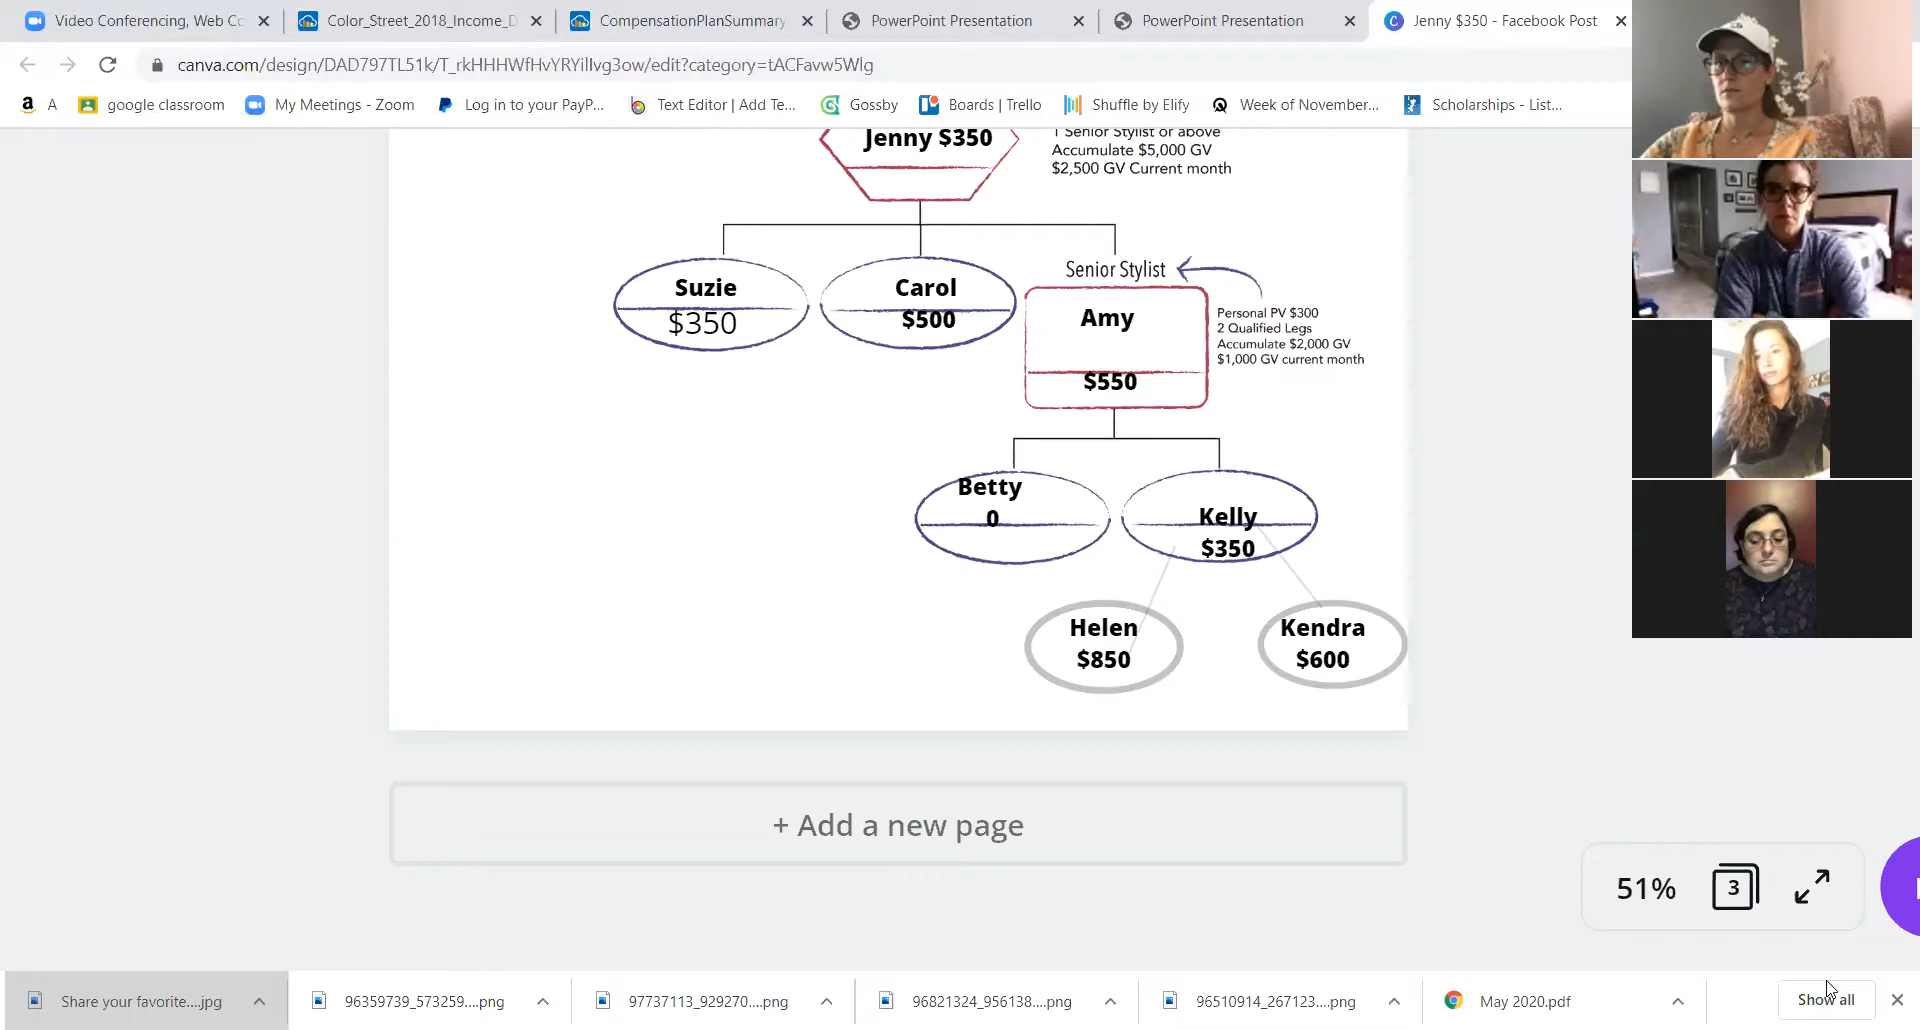 Video Conferencing, Web Co
Color_Street_2018_Income_D
CompensationPlanSummary
PowerPoint Presentation
PowerPoint Presentation
Jenny $350 - Facebook Post
canva.com/design/DAD797TL51k/T_rkHHHWfHvYRYiIlvg3ow/edit?category=tACFavw5Wlg
A
google classroom
My Meetings - Zoom
Log in to your PayP...
Text Editor | Add Te...
Gossby
Boards | Trello
Shuffle by Elify
Week of November...
Scholarships - List...
Jenny $350
1 Senior Stylist or above
Accumulate $5,000 GV
$2,500 GV Current month
Suzie
$350
Carol
$500
Senior Stylist
Amy
$550
Personal PV $300
2 Qualified Legs
Accumulate $2,000 GV
$1,000 GV current month
Betty
0
Kelly
$350
Helen
$850
Kendra
$600
+ Add a new page
51%
3
Share your favorite....jpg
96359739_573259....png
97737113_929270....png
96821324_956138....png
96510914_267123....png
May 2020.pdf
Show all